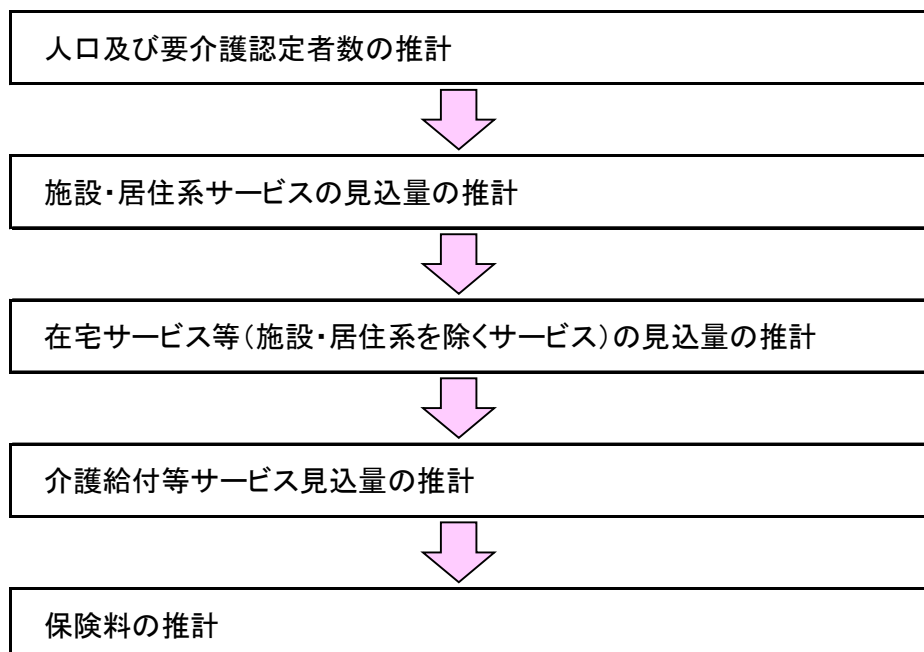 人口及び要介護認定者数の推計
施設・居住系サービスの見込量の推計
在宅サービス等（施設・居住系を除くサービス）の見込量の推計
介護給付等サービス見込量の推計
保険料の推計